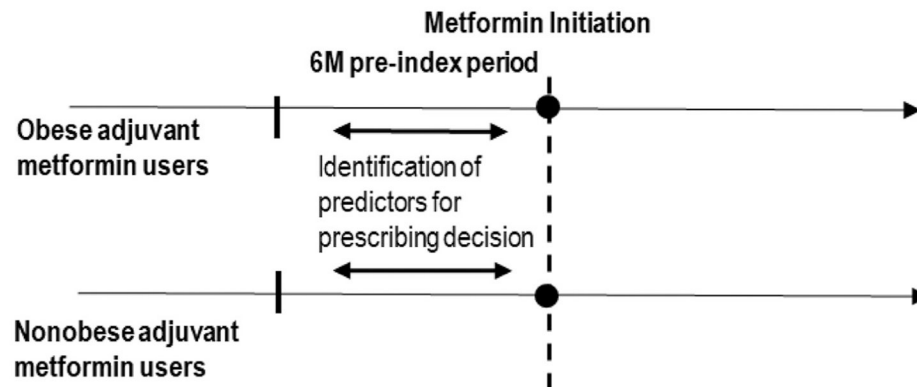 Metformin Initiation
6M pre-index period
Obese adjuvant
metformin users
Identification of
predictors for
prescribing decision
Nonobese adjuvant
metformin users